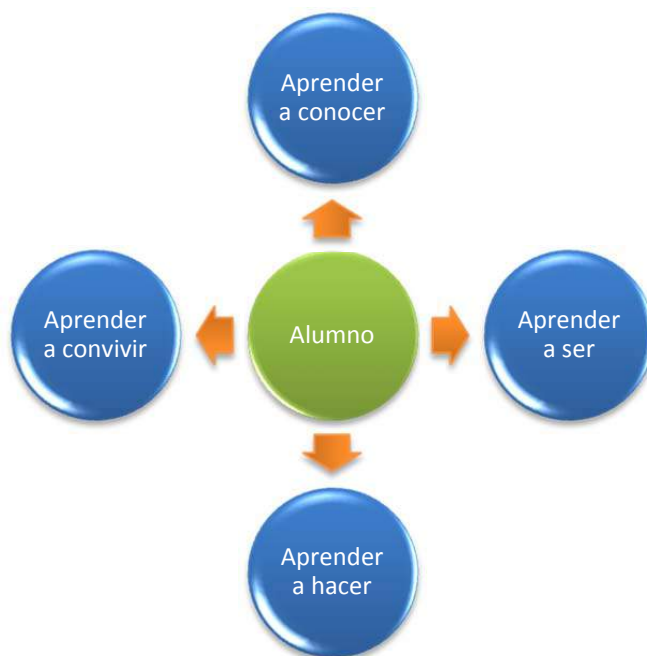 Aprender
a conocer
Aprender
a convivir
Alumno
Aprender
a ser
Aprender
a hacer